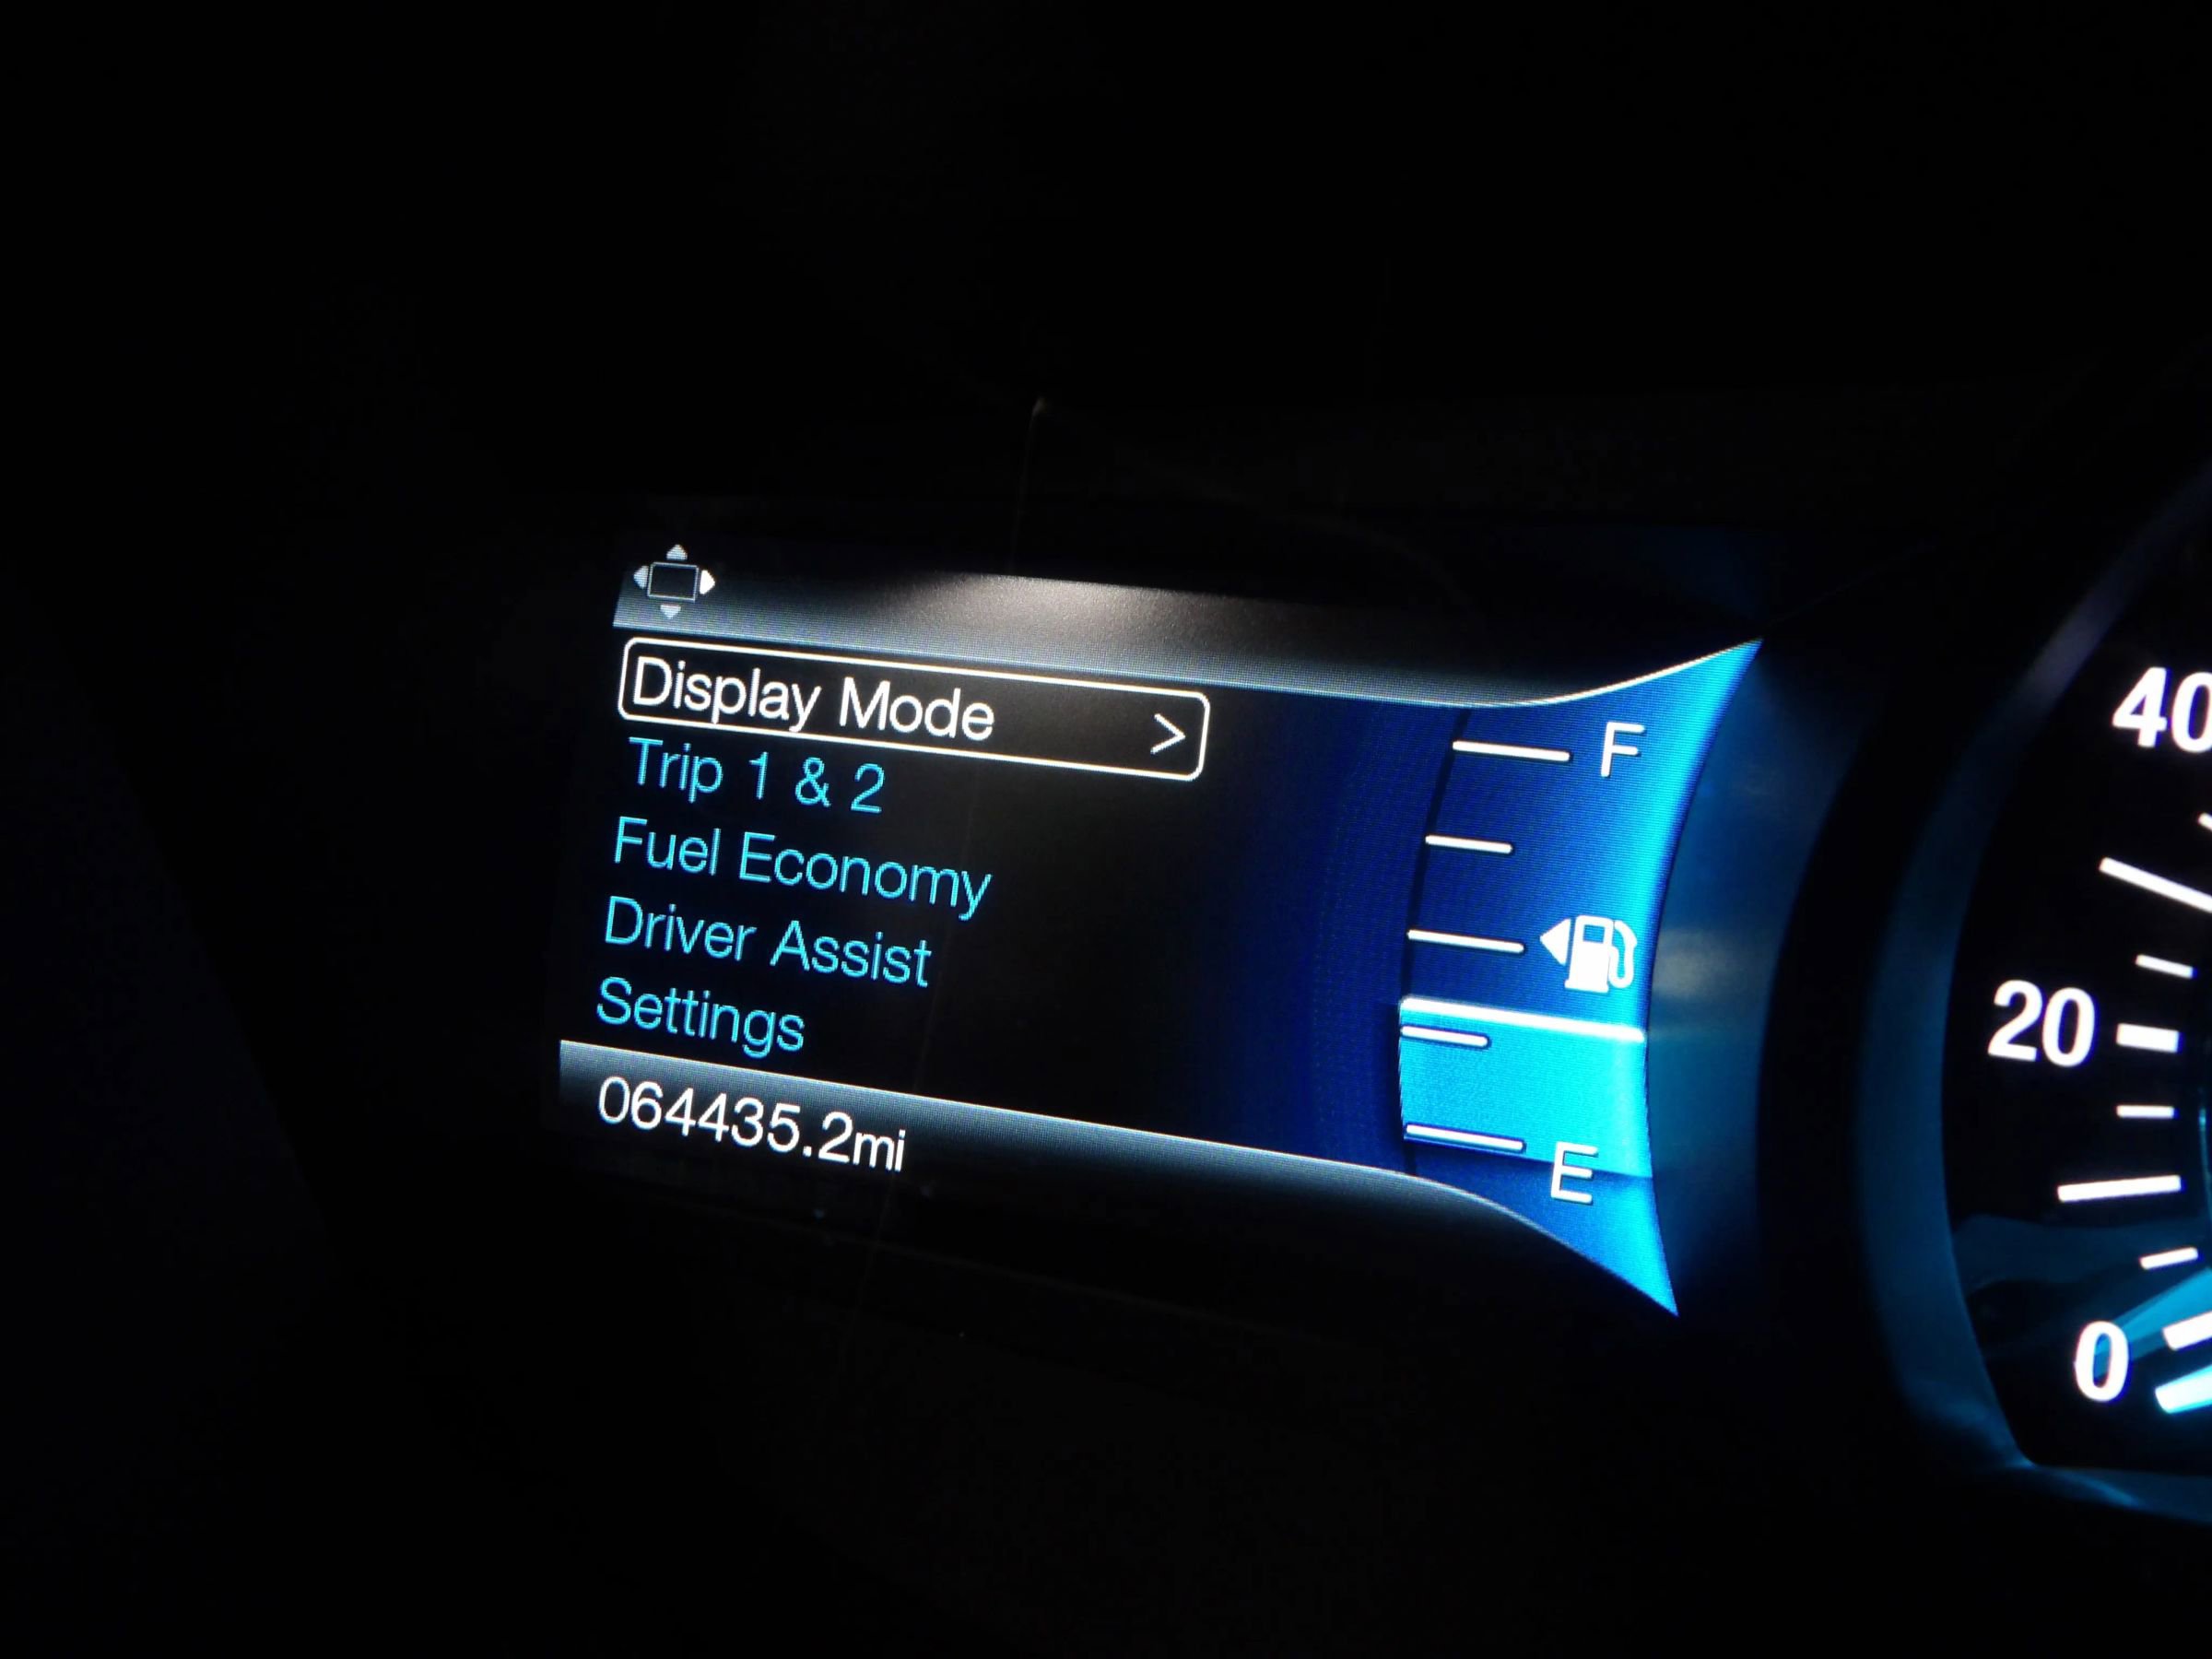 Display Mode >
Trip 1 & 2
Fuel Economy
Driver Assist
Settings
064435.2mi
F
E
40
20
0